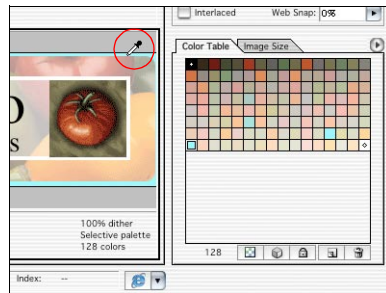 Interlaced Web Snap: 0%
Color Table Image Size
O
s
100% dither
Selective palette
128 colors
128
Index: --